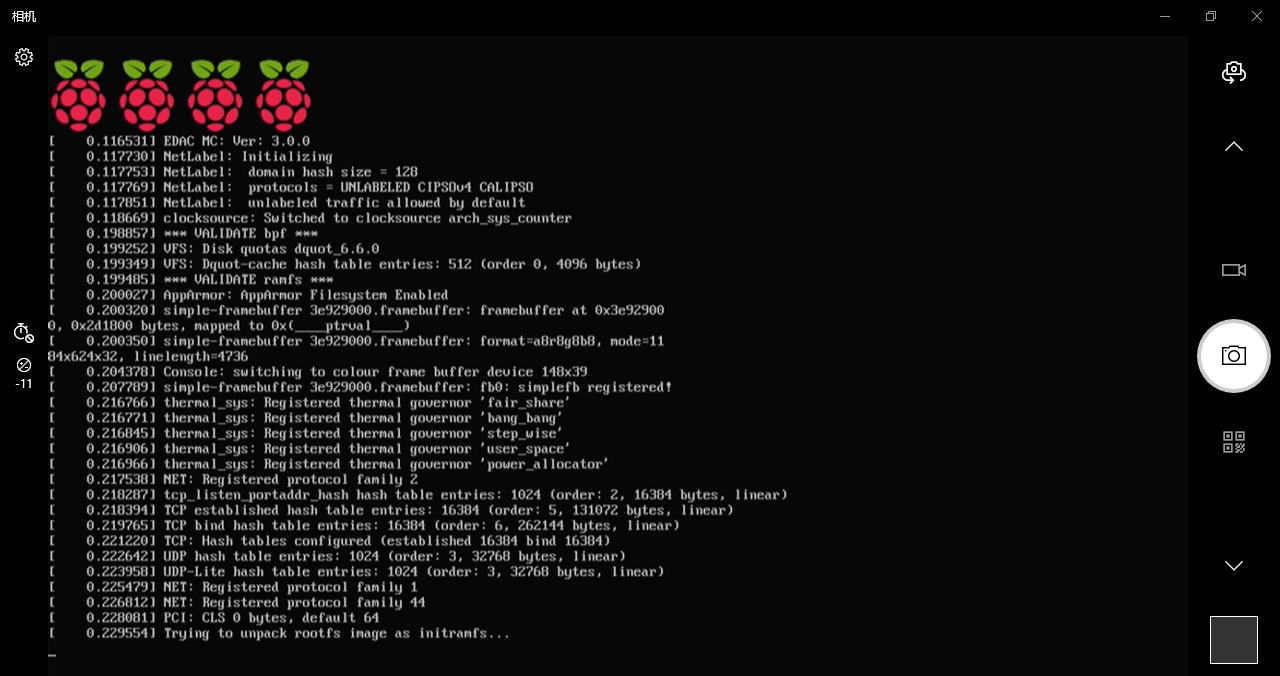 相机
[    0.116531] EDAC MC: Ver: 3.0.0
[    0.117730] NetLabel: Initializing
[    0.117753] NetLabel:  domain hash size = 128
[    0.117769] NetLabel:  protocols = UNLABELED CIPSOv4 CALIPSO
[    0.117851] NetLabel:  unlabeled traffic allowed by default
[    0.118669] clocksource: Switched to clocksource arch_sys_counter
[    0.198857] *** VALIDATE bpf ***
[    0.199252] VFS: Disk quotas dquot_6.6.0
[    0.199349] VFS: Dquot-cache hash table entries: 512 (order 0, 4096 bytes)
[    0.199485] *** VALIDATE ramfs ***
[    0.200027] AppArmor: AppArmor Filesystem Enabled
[    0.200320] simple-framebuffer 3e929000.framebuffer: framebuffer at 0x3e92900
0, 0x2d1800 bytes, mapped to 0x(____ptrval____)
[    0.200350] simple-framebuffer 3e929000.framebuffer: format=a8r8g8b8, mode=11
84x624x32, linelength=4736
[    0.204378] Console: switching to colour frame buffer device 148x39
[    0.207789] simple-framebuffer 3e929000.framebuffer: fb0: simplefb registered!
[    0.216766] thermal_sys: Registered thermal governor 'fair_share'
[    0.216771] thermal_sys: Registered thermal governor 'bang_bang'
[    0.216845] thermal_sys: Registered thermal governor 'step_wise'
[    0.216906] thermal_sys: Registered thermal governor 'user_space'
[    0.216966] thermal_sys: Registered thermal governor 'power_allocator'
[    0.217538] NET: Registered protocol family 2
[    0.218287] tcp_listen_portaddr_hash hash table entries: 1024 (order: 2, 16384 bytes, linear)
[    0.218394] TCP established hash table entries: 16384 (order: 5, 131072 bytes, linear)
[    0.219765] TCP bind hash table entries: 16384 (order: 6, 262144 bytes, linear)
[    0.221220] TCP: Hash tables configured (established 16384 bind 16384)
[    0.222642] UDP hash table entries: 1024 (order: 3, 32768 bytes, linear)
[    0.223958] UDP-Lite hash table entries: 1024 (order: 3, 32768 bytes, linear)
[    0.225479] NET: Registered protocol family 1
[    0.226812] NET: Registered protocol family 44
[    0.228081] PCI: CLS 0 bytes, default 64
[    0.229554] Trying to unpack rootfs image as initramfs...
-11